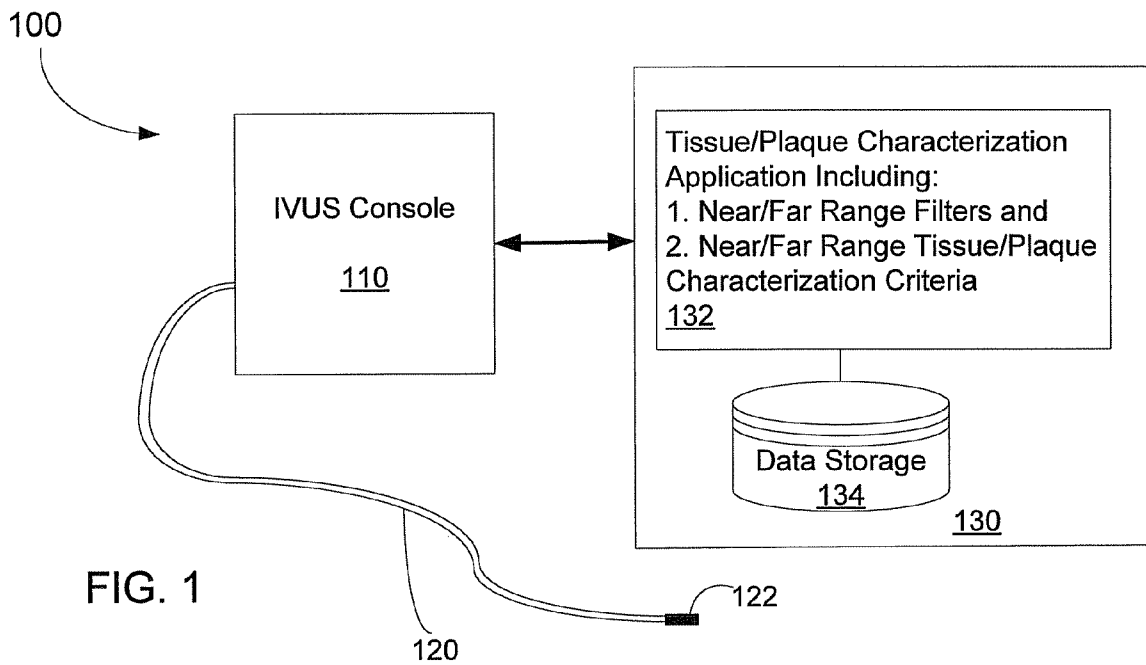 100
IVUS Console
110
Tissue/Plaque Characterization
Application Including:
1. Near/Far Range Filters and
2. Near/Far Range Tissue/Plaque
Characterization Criteria
132
Data Storage
134
130
FIG. 1
120
122